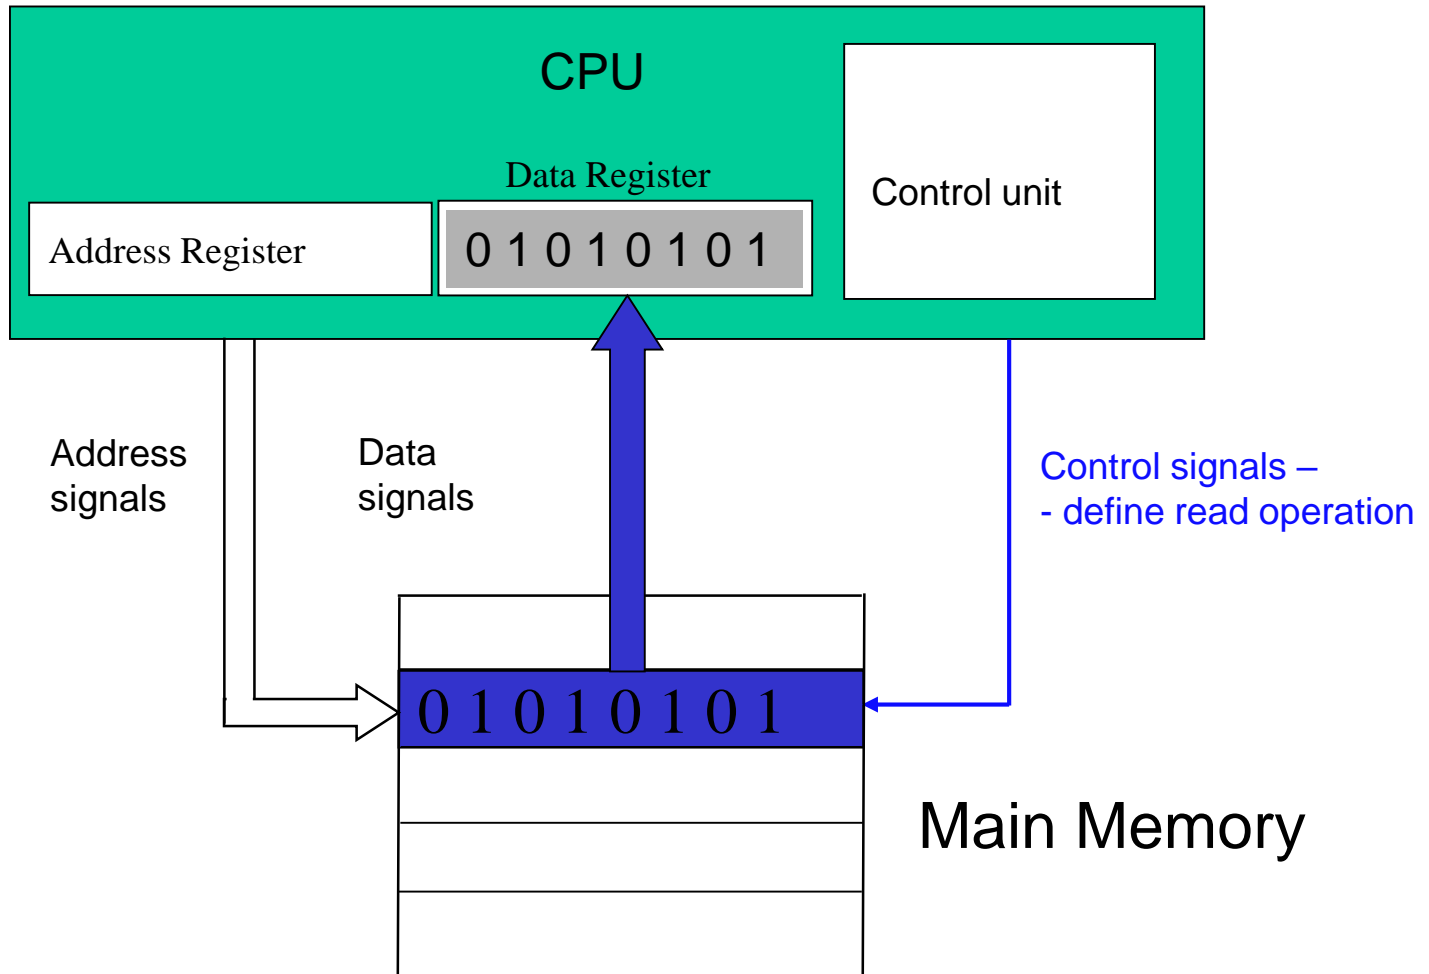 CPU
Data Register
Control unit
Address Register
0 1 0 1 0 1 0 1
Address
signals
Data
signals
Control signals –
- define read operation
0 1 0 1 0 1 0 1
Main Memory